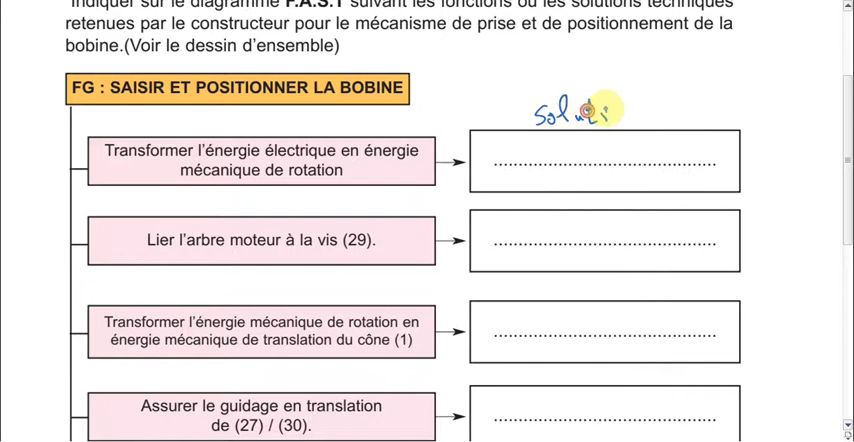 Indiquer sur le diagramme F.A.S.T suivant les fonctions ou les solutions techniques
retenues par le constructeur pour le mécanisme de prise et de positionnement de la
bobine.(Voir le dessin d'ensemble)
FG : SAISIR ET POSITIONNER LA BOBINE
Soluti
Transformer l'énergie électrique en énergie
mécanique de rotation
..................................................
Lier l'arbre moteur à la vis (29).
..................................................
Transformer l'énergie mécanique de rotation en
énergie mécanique de translation du cône (1)
..................................................
Assurer le guidage en translation
de (27) / (30).
..................................................